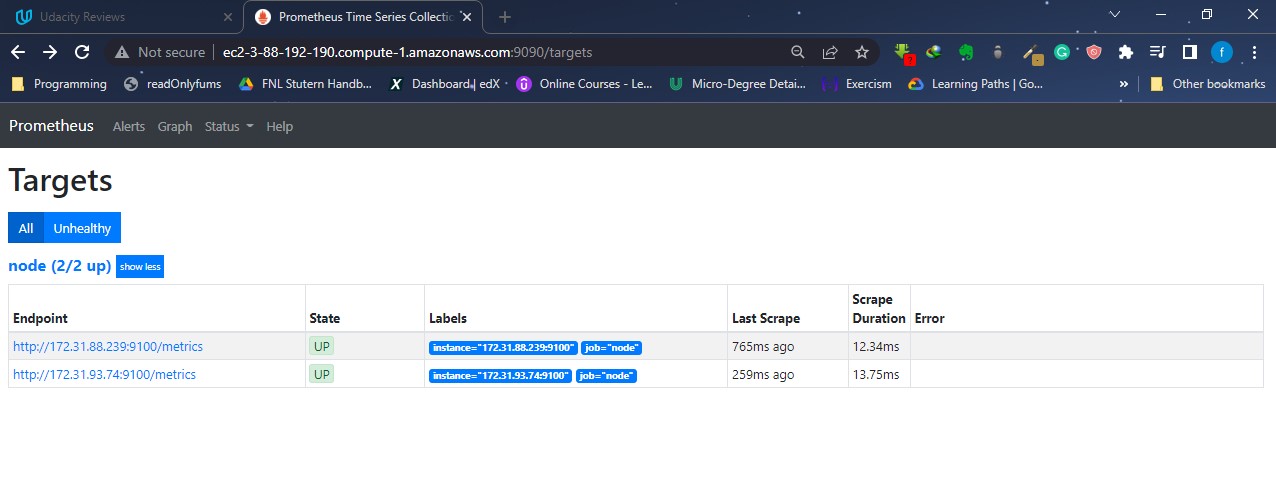 Udacity Reviews
Prometheus Time Series Collectic
Not secure ec2-3-88-192-190.compute-1.amazonaws.com:9090/targets
Programming readOnlyfums FNL Stutern Handb... Dashboard | edX Online Courses - Le... Micro-Degree Detai... Exercism Learning Paths | Go... » Other bookmarks
Prometheus Alerts Graph Status Help
Targets
All Unhealthy
node (2/2 up) show less
Endpoint State Labels Last Scrape Scrape Duration Error
http://172.31.88.239:9100/metrics UP instance="172.31.88.239:9100" job="node" 765ms ago 12.34ms
http://172.31.93.74:9100/metrics UP instance="172.31.93.74:9100" job="node" 259ms ago 13.75ms